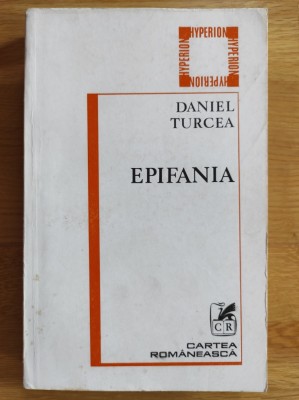 HYPERION
HYPERION
HYPERION
HYPERION
DANIEL
TURCEA
EPIFANIA
CR
CARTEA
ROMÂNEASCĂ